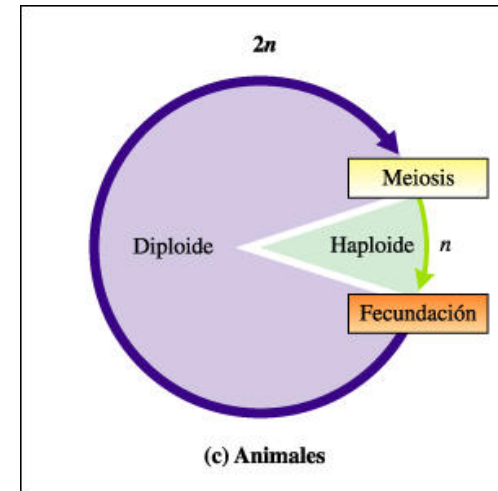 2n
Meiosis
Diploide
Haploide
n
Fecundación
(c) Animales